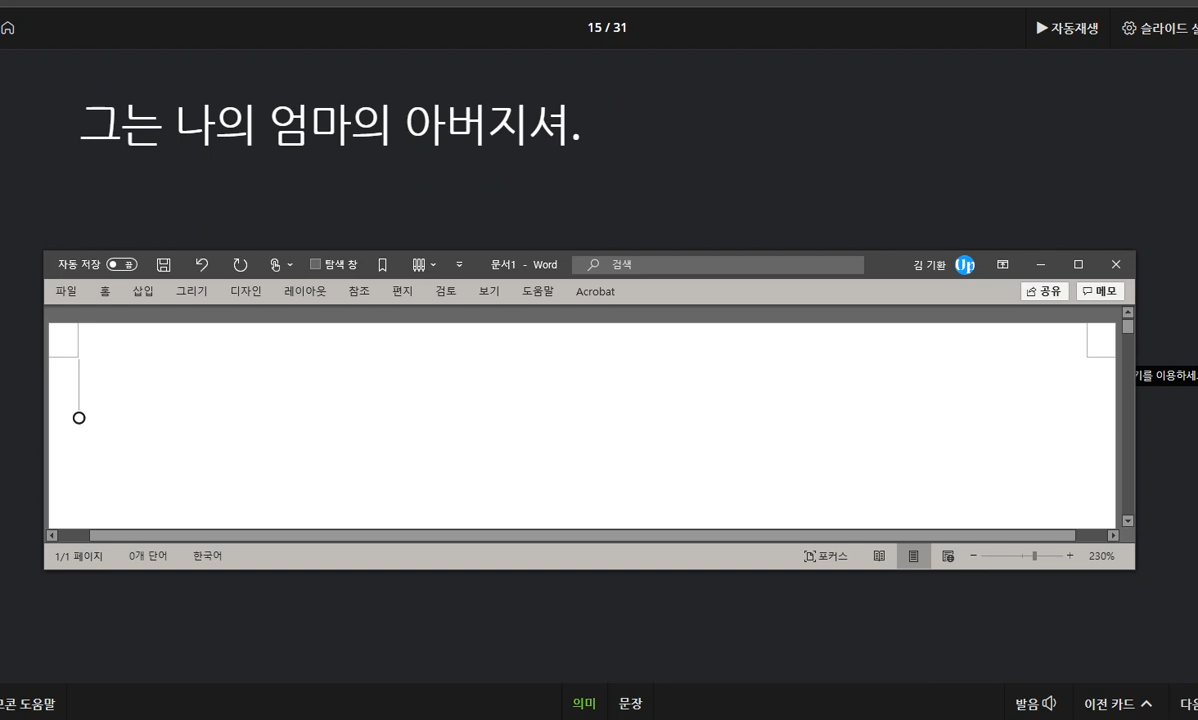 15 / 31
▶ 자동재생
슬라이드
그는 나의 엄마의 아버지셔.
자동 저장 끔
탐색 창
문서1 - Word
검색
김 기환
Up
파일 홈 삽입 그리기 디자인 레이아웃 참조 편지 검토 보기 도움말 Acrobat
공유
메모
이용하세
1/1 페이지
0개 단어
한국어
포커스
230%
도움말
의미
문장
발음
이전 카드